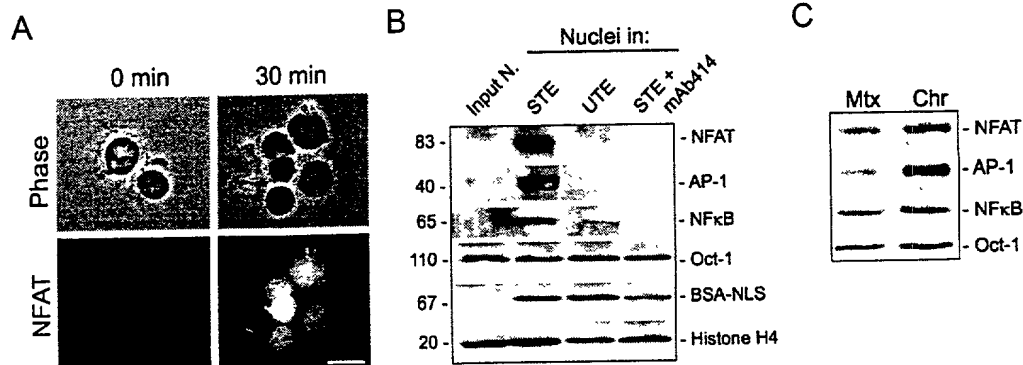 A
0 min
30 min
Phase
NFAT
B
Nuclei in:
Input N.
STE
UTE
STE +
mAb414
83 -
- NFAT
40 -
- AP-1
65 -
- NFκB
110 -
- Oct-1
67 -
- BSA-NLS
20 -
- Histone H4
C
Mtx
Chr
- NFAT
- AP-1
- NFκB
- Oct-1